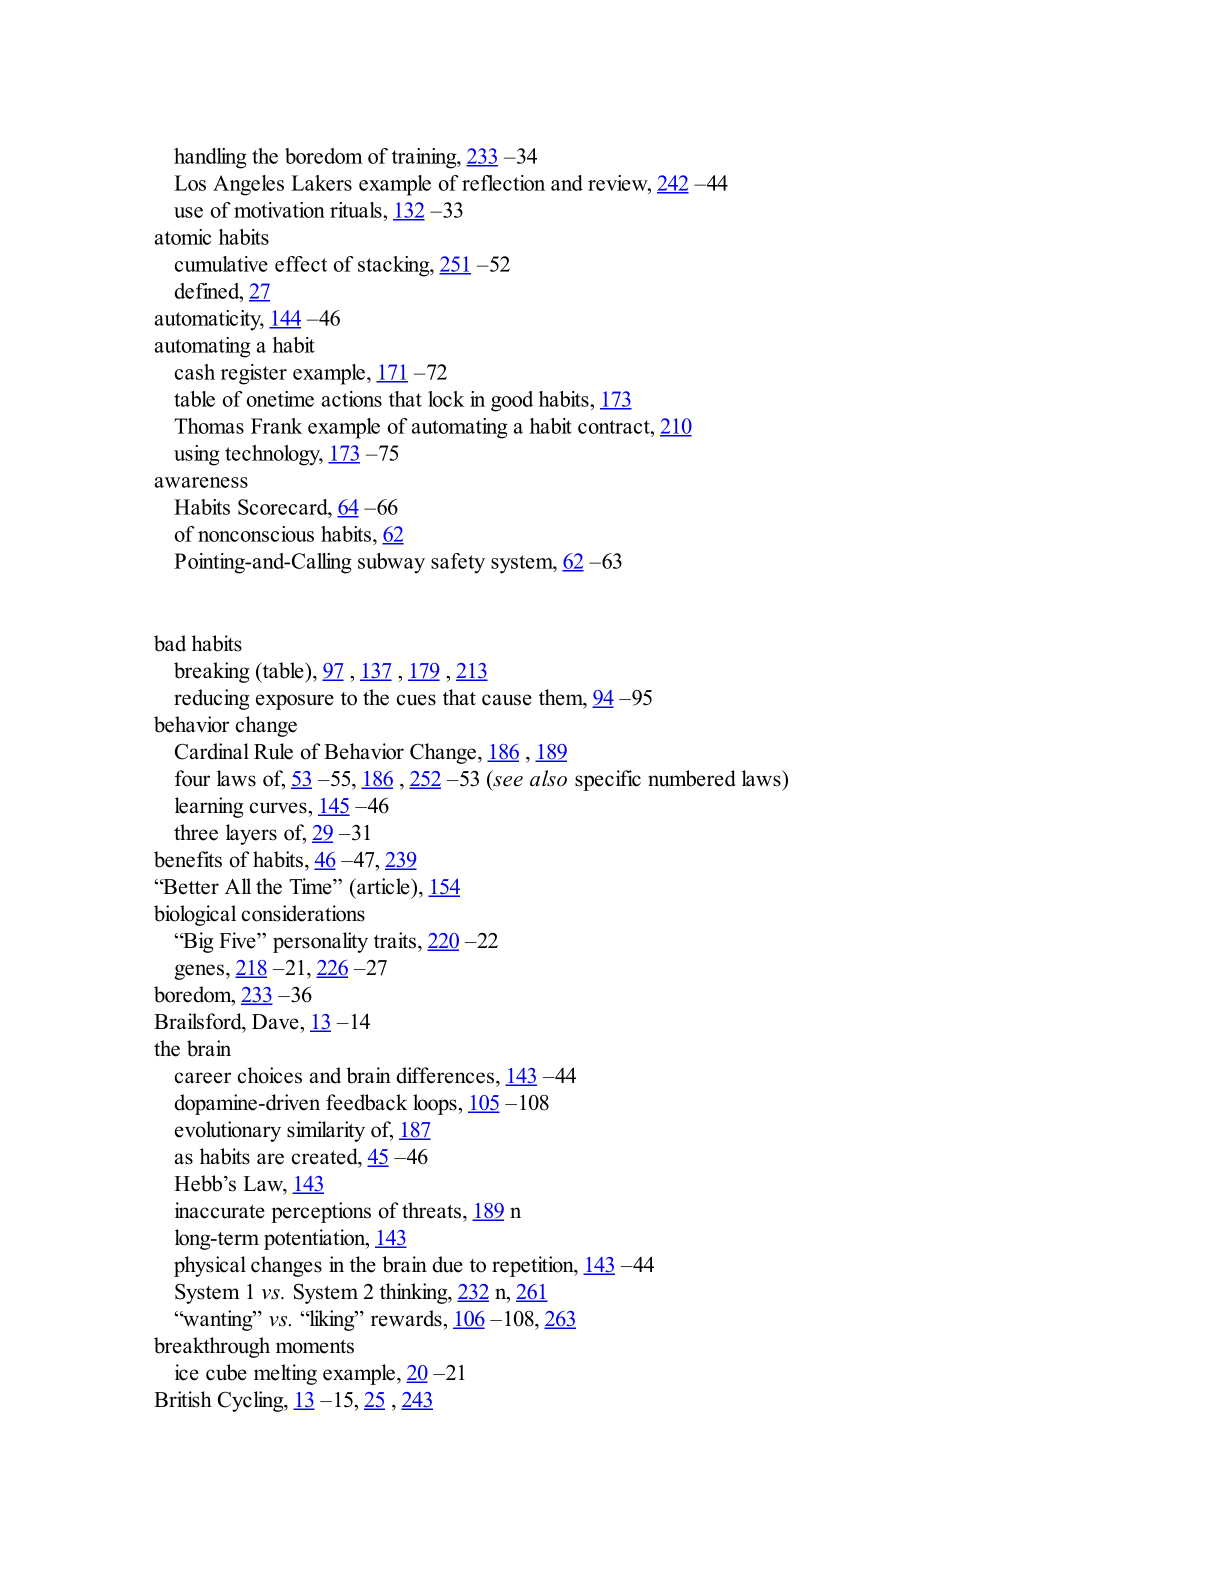 handling the boredom of training, 233 –34
Los Angeles Lakers example of reflection and review, 242 –44
use of motivation rituals, 132 –33
atomic habits
cumulative effect of stacking, 251 –52
defined, 27
automaticity, 144 –46
automating a habit
cash register example, 171 –72
table of onetime actions that lock in good habits, 173
Thomas Frank example of automating a habit contract, 210
using technology, 173 –75
awareness
Habits Scorecard, 64 –66
of nonconscious habits, 62
Pointing-and-Calling subway safety system, 62 –63
bad habits
breaking (table), 97 , 137 , 179 , 213
reducing exposure to the cues that cause them, 94 –95
behavior change
Cardinal Rule of Behavior Change, 186 , 189
four laws of, 53 –55, 186 , 252 –53 (see also specific numbered laws)
learning curves, 145 –46
three layers of, 29 –31
benefits of habits, 46 –47, 239
“Better All the Time” (article), 154
biological considerations
“Big Five” personality traits, 220 –22
genes, 218 –21, 226 –27
boredom, 233 –36
Brailsford, Dave, 13 –14
the brain
career choices and brain differences, 143 –44
dopamine-driven feedback loops, 105 –108
evolutionary similarity of, 187
as habits are created, 45 –46
Hebb’s Law, 143
inaccurate perceptions of threats, 189 n
long-term potentiation, 143
physical changes in the brain due to repetition, 143 –44
System 1 vs. System 2 thinking, 232 n, 261
“wanting” vs. “liking” rewards, 106 –108, 263
breakthrough moments
ice cube melting example, 20 –21
British Cycling, 13 –15, 25 , 243